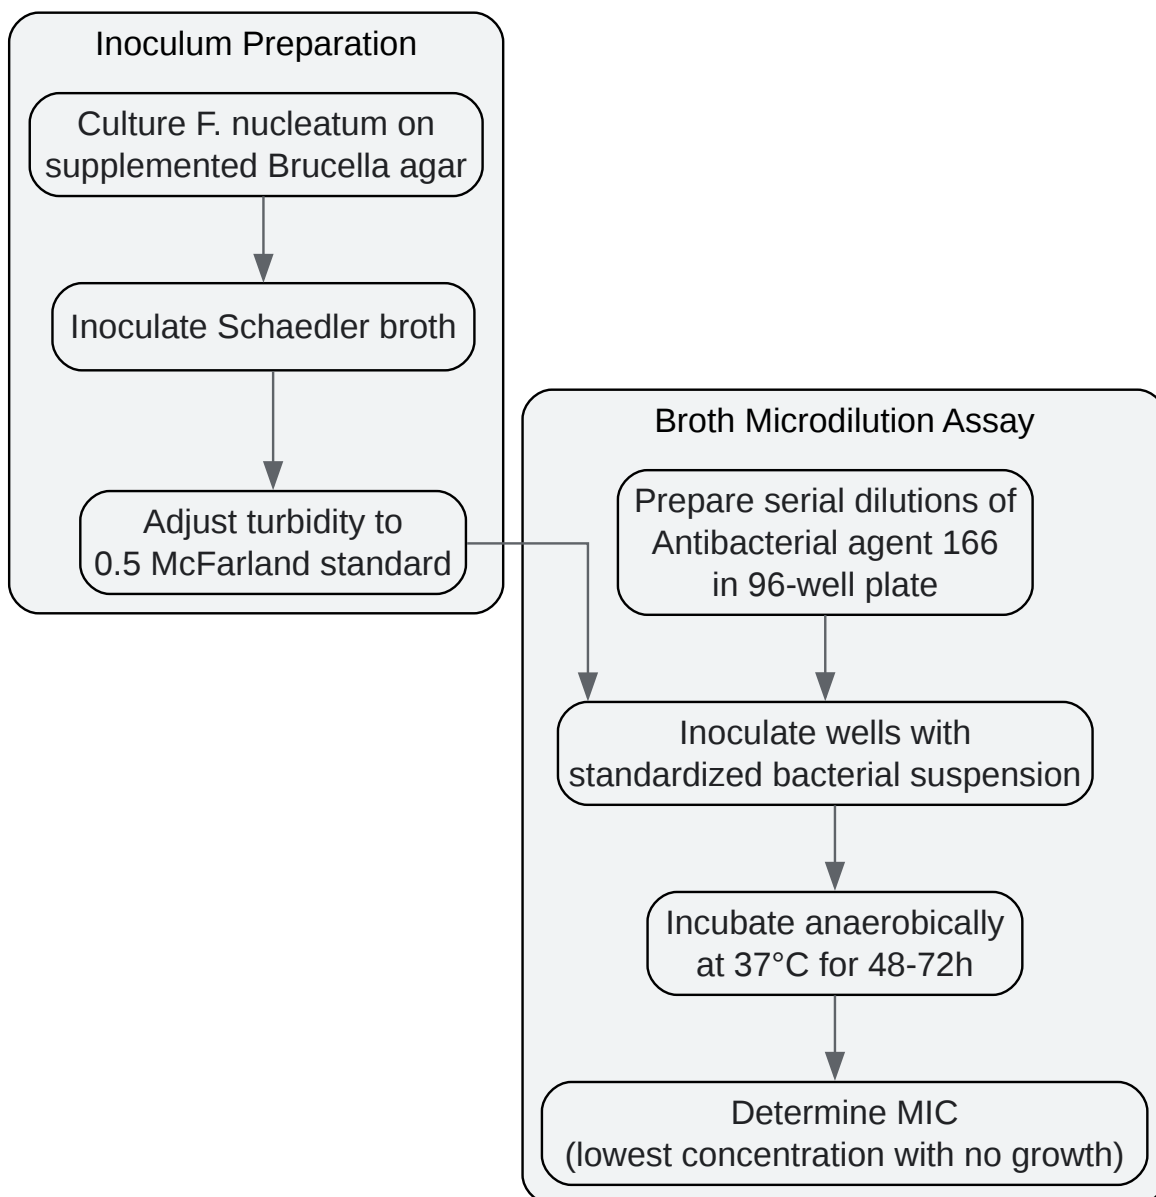 Inoculum Preparation
Culture F. nucleatum on
supplemented Brucella agar
Inoculate Schaedler broth
Adjust turbidity to
0.5 McFarland standard
Broth Microdilution Assay
Prepare serial dilutions of
Antibacterial agent 166
in 96-well plate
Inoculate wells with
standardized bacterial suspension
Incubate anaerobically
at 37°C for 48-72h
Determine MIC
(lowest concentration with no growth)